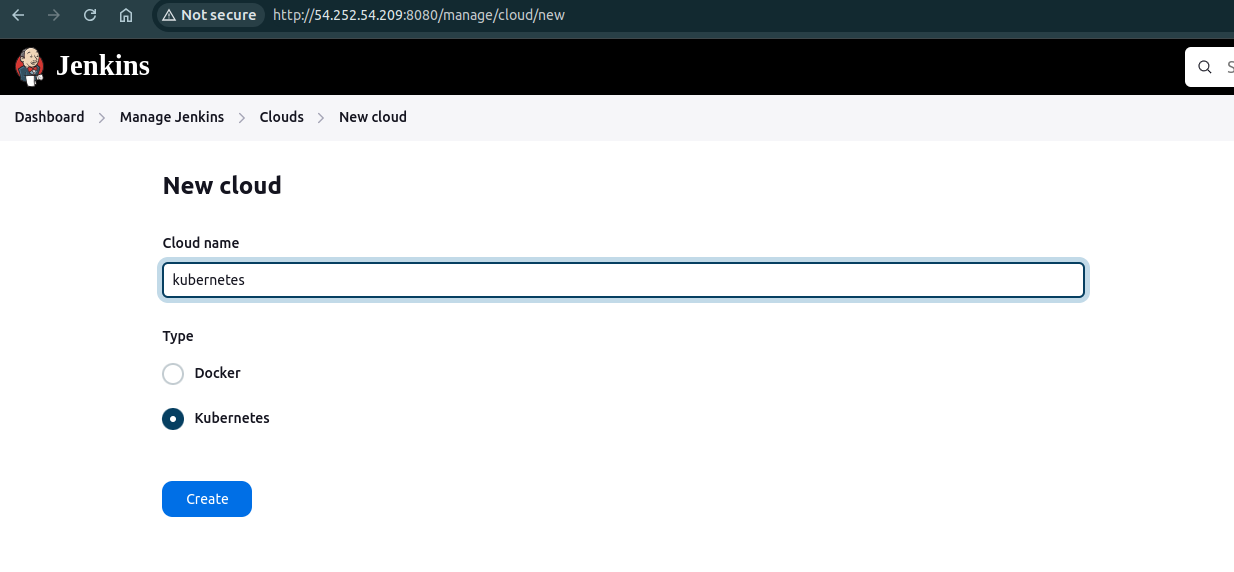 Not secure http://54.252.54.209:8080/manage/cloud/new
Jenkins
Dashboard > Manage Jenkins > Clouds > New cloud
New cloud
Cloud name
kubernetes
Type
Docker
Kubernetes
Create